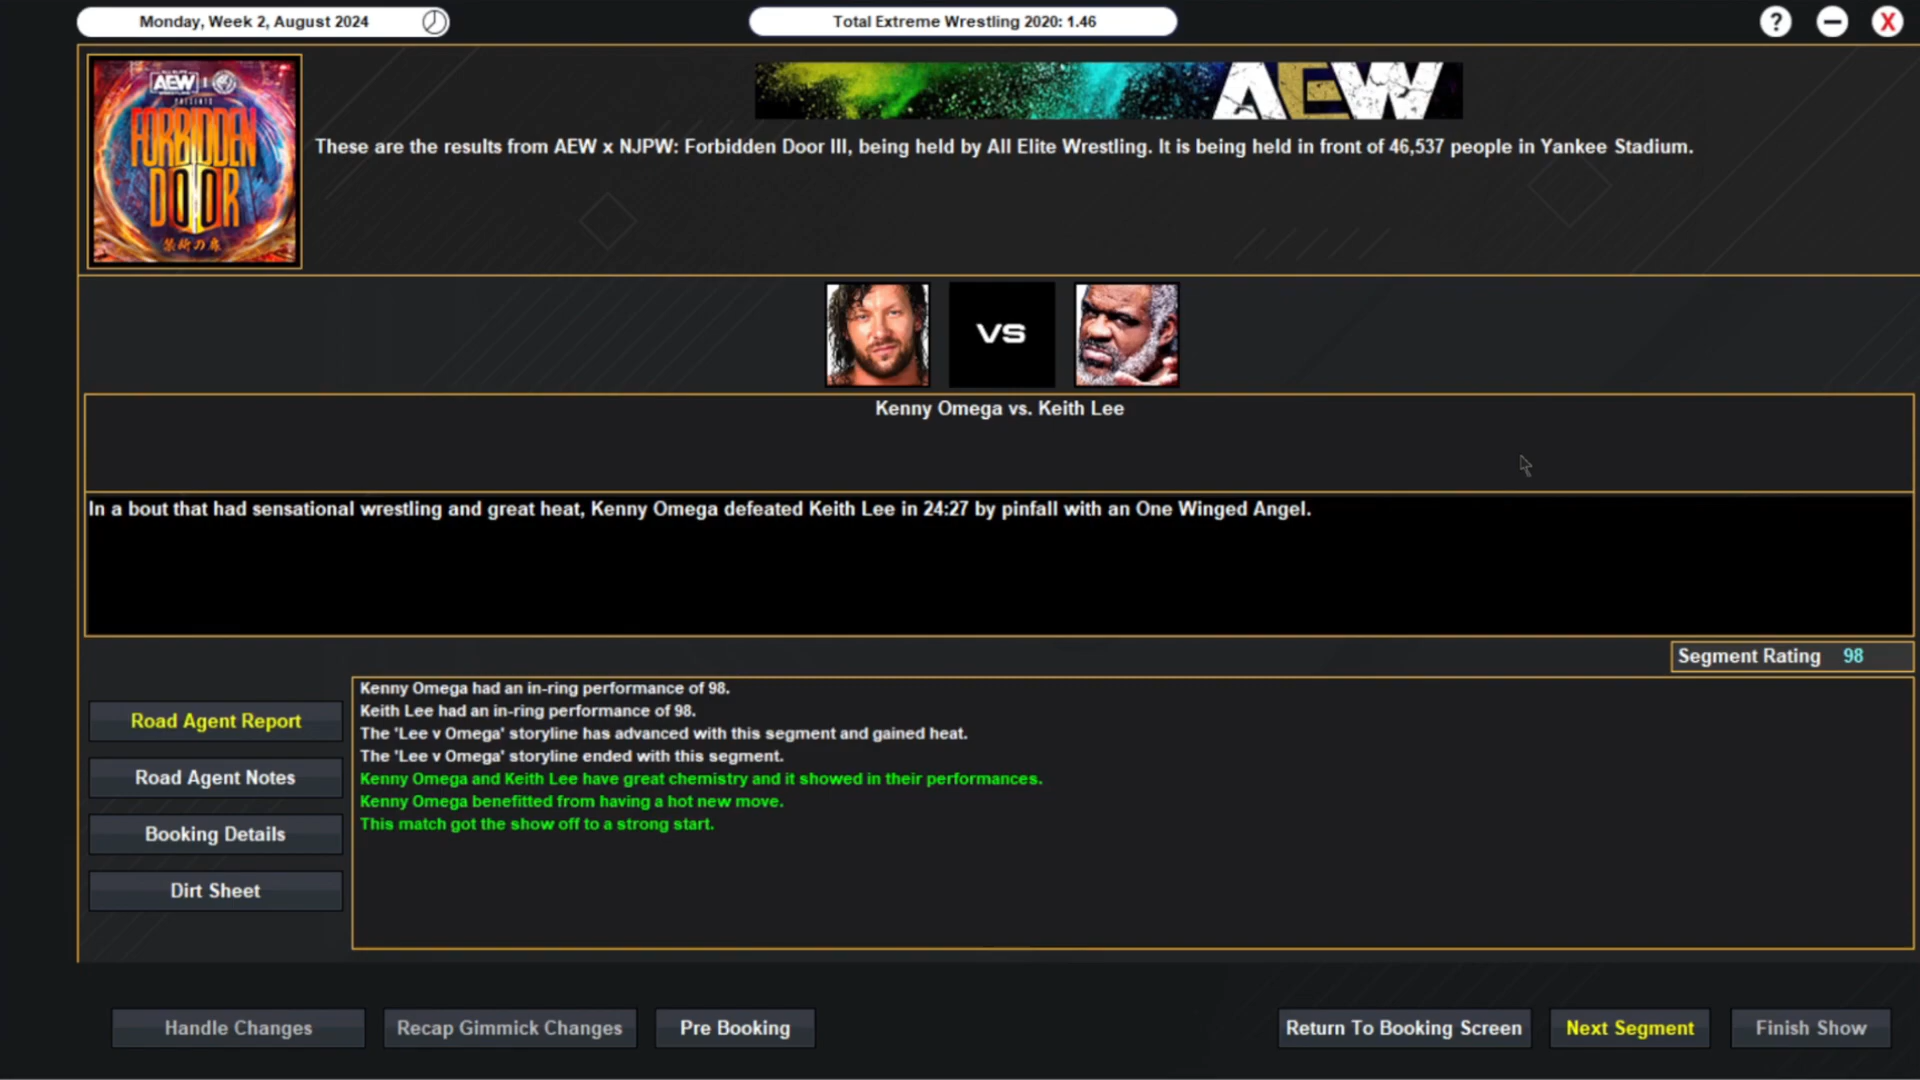 Monday, Week 2, August 2024
Total Extreme Wrestling 2020: 1.46
?
X
AEW
PRESENTS
FORBIDDEN
DOOR
禁断の扉
AEW
These are the results from AEW x NJPW: Forbidden Door III, being held by All Elite Wrestling. It is being held in front of 46,537 people in Yankee Stadium.
VS
Kenny Omega vs. Keith Lee
In a bout that had sensational wrestling and great heat, Kenny Omega defeated Keith Lee in 24:27 by pinfall with an One Winged Angel.
Segment Rating 98
Road Agent Report
Road Agent Notes
Booking Details
Dirt Sheet
Kenny Omega had an in-ring performance of 98.
Keith Lee had an in-ring performance of 98.
The 'Lee v Omega' storyline has advanced with this segment and gained heat.
The 'Lee v Omega' storyline ended with this segment.
Kenny Omega and Keith Lee have great chemistry and it showed in their performances.
Kenny Omega benefitted from having a hot new move.
This match got the show off to a strong start.
Handle Changes
Recap Gimmick Changes
Pre Booking
Return To Booking Screen
Next Segment
Finish Show